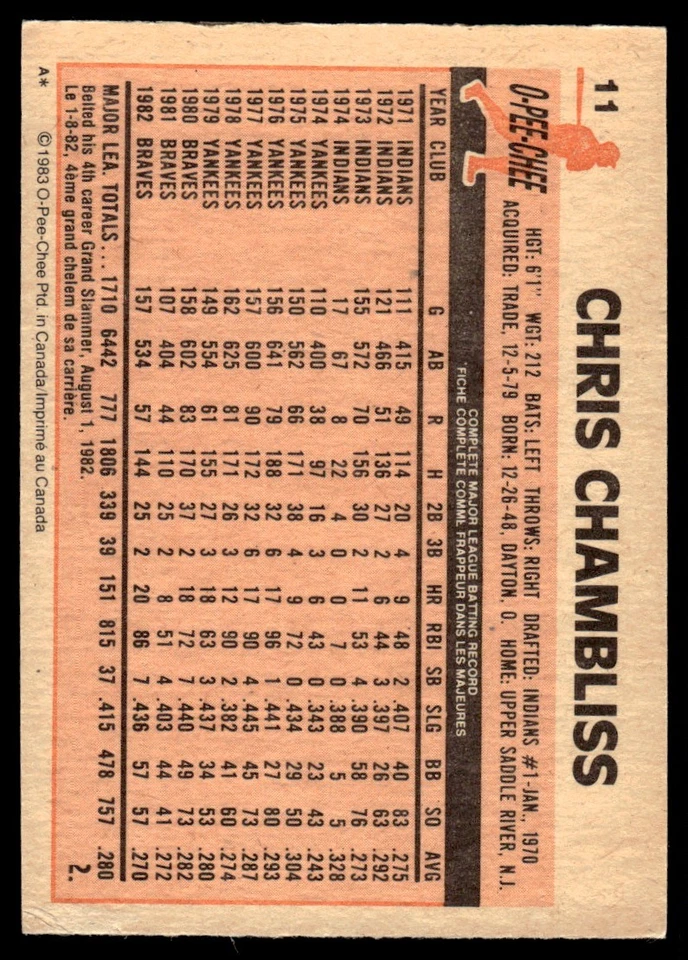 11
CHRIS CHAMBLISS
O-PEE-CHEE
HGT: 6'1" WGT: 212 BATS: LEFT THROWS: RIGHT DRAFTED: INDIANS #1-JAN., 1970
ACQUIRED: TRADE, 12-5-79 BORN: 12-26-48, DAYTON, O. HOME: UPPER SADDLE RIVER, N.J.
COMPLETE MAJOR LEAGUE BATTING RECORD
*FICHE COMPLÈTE COMME FRAPPEUR DANS LES MAJEURES
YEAR CLUB G AB R H 2B 3B HR RBI SB SLG BB SO AVG
1971 INDIANS 111 415 49 114 20 4 9 48 2 .407 40 83 .275
1972 INDIANS 121 466 51 136 27 2 6 44 3 .397 26 63 .292
1973 INDIANS 155 572 70 156 30 2 11 53 4 .390 58 76 .273
1974 INDIANS 17 67 8 22 4 0 0 7 0 .388 5 5 .328
1974 YANKEES 110 400 38 97 16 3 6 43 0 .343 23 43 .243
1975 YANKEES 150 562 66 171 38 4 9 72 0 .434 29 50 .304
1976 YANKEES 156 641 79 188 32 6 17 96 1 .441 27 80 .293
1977 YANKEES 157 600 90 172 32 6 17 90 4 .445 45 73 .287
1978 YANKEES 162 625 81 171 26 3 12 90 2 .382 41 60 .274
1979 YANKEES 149 554 61 155 27 3 18 63 3 .437 34 53 .280
1980 BRAVES 158 602 83 170 37 2 18 72 7 .440 49 73 .282
1981 BRAVES 107 404 44 110 25 2 8 51 4 .403 44 41 .272
1982 BRAVES 157 534 57 144 25 2 20 86 7 .436 57 57 .270
MAJOR LEA. TOTALS ... 1710 6442 777 1806 339 39 151 815 37 .415 478 757 .280
Belted his 4th career Grand Slammer, August 1, 1982.
Le 1-8-82, 4ème grand chelem de sa carrière.
2.
A* ©1983 O-Pee-Chee Ptd. in Canada/Imprimé au Canada